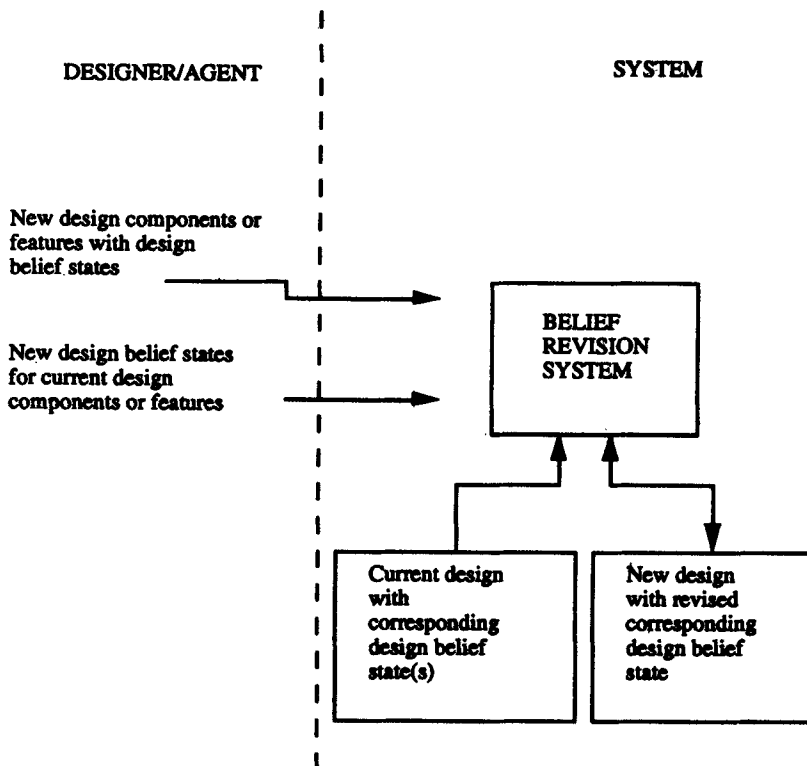 DESIGNER/AGENT
SYSTEM
New design components or
features with design
belief states
New design belief states
for current design
components or features
BELIEF
REVISION
SYSTEM
Current design
with
corresponding
design belief
state(s)
New design
with revised
corresponding
design belief
state